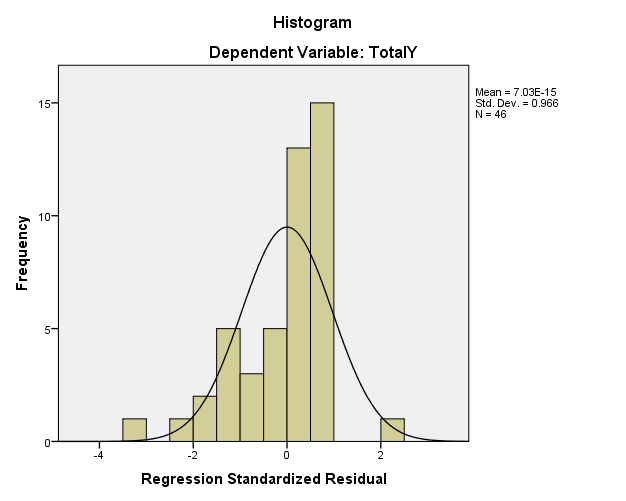 Histogram
Dependent Variable: TotalY
Mean = 7.03E-15
Std. Dev. = 0.966
N = 46
Frequency
15
10
5
0
-4
-2
0
2
Regression Standardized Residual